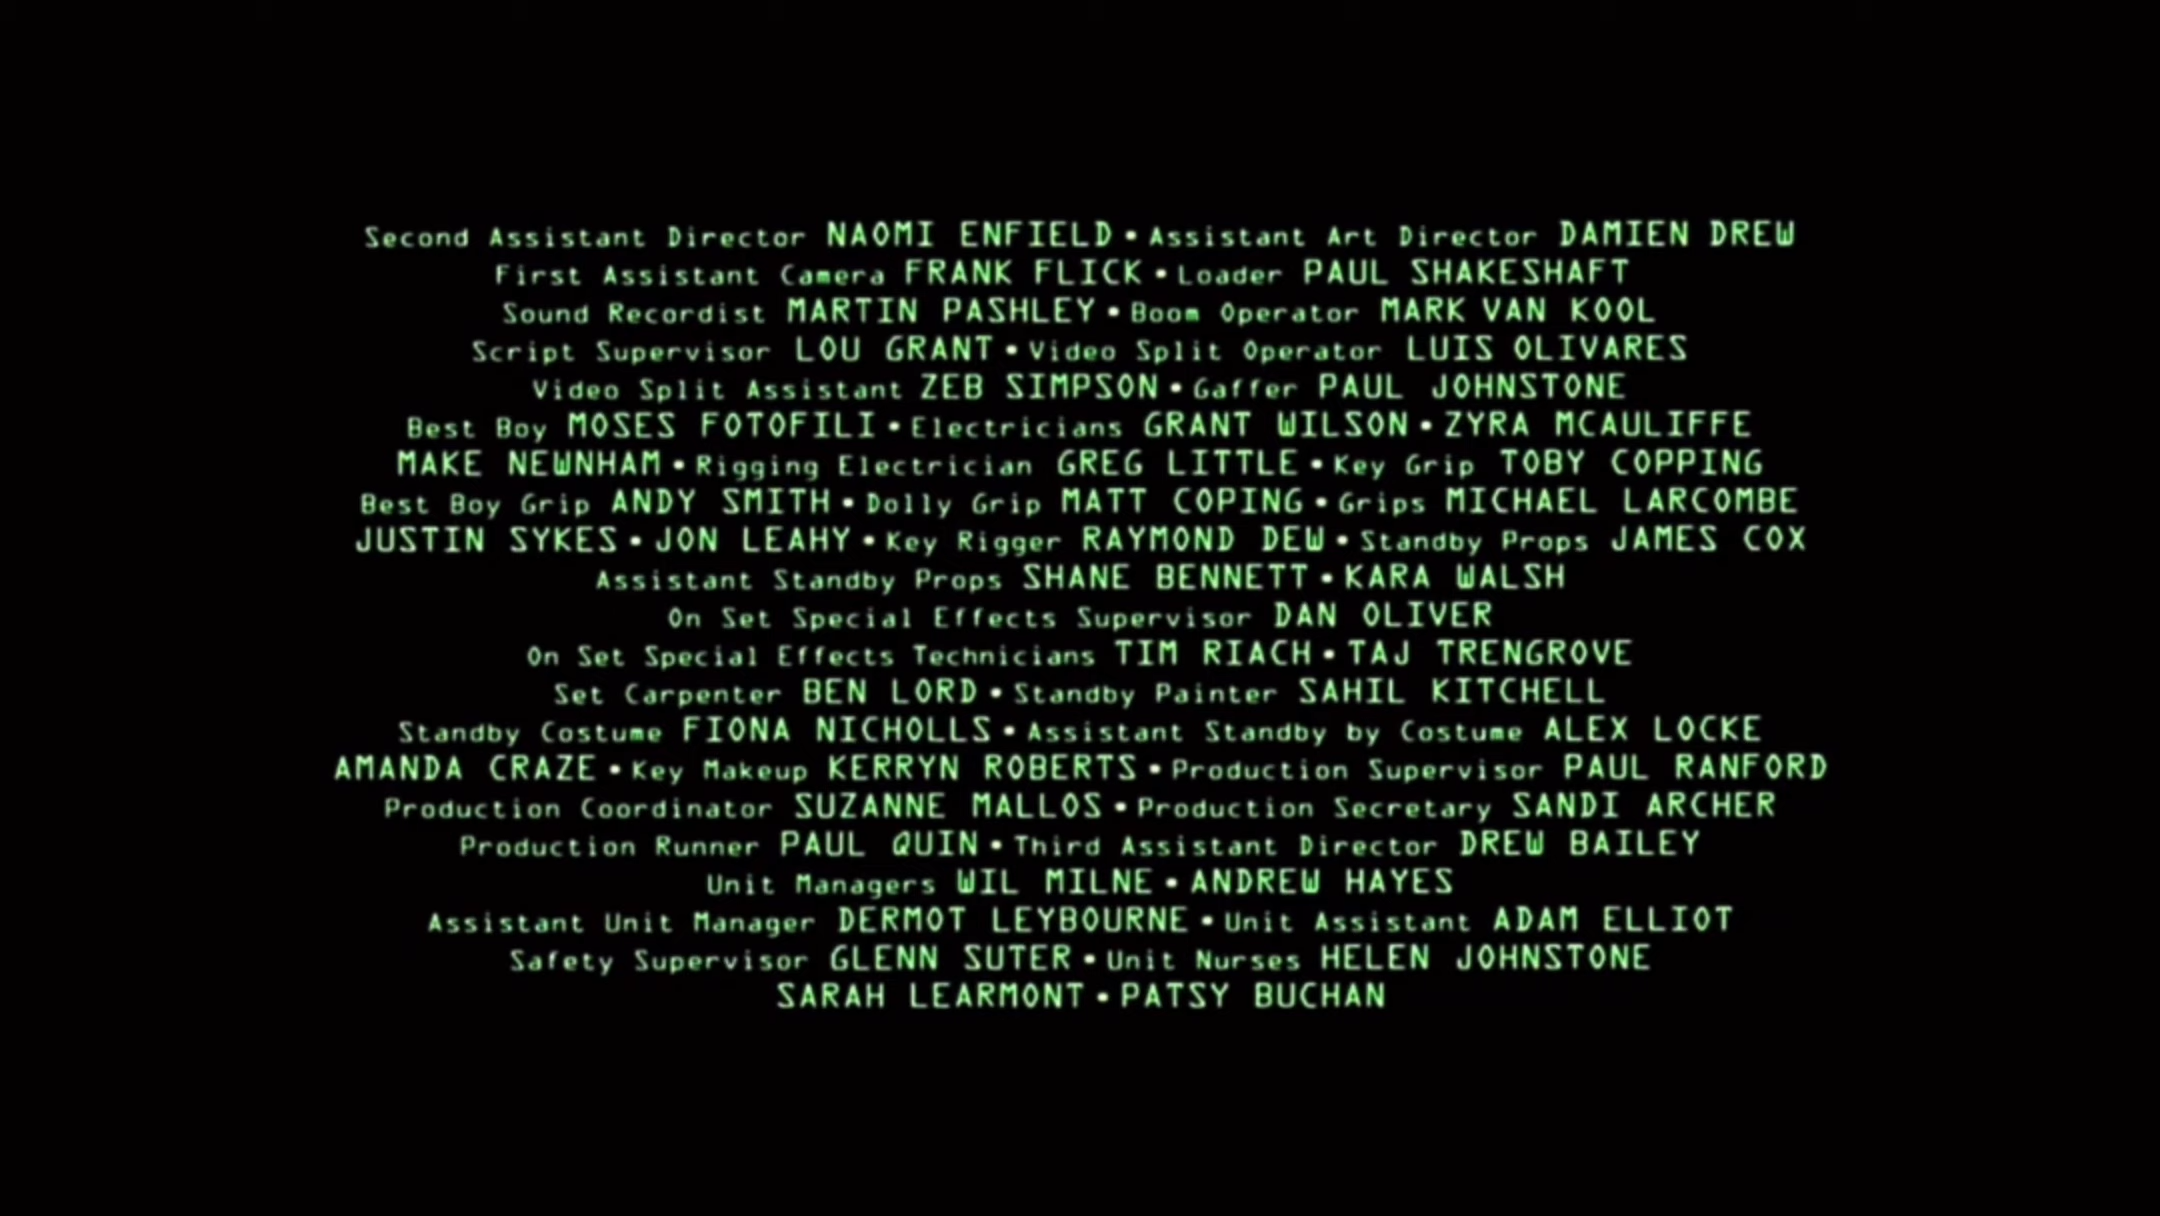 Second Assistant Director NAOMI ENFIELD • Assistant Art Director DAMIEN DREW
First Assistant Camera FRANK FLICK • Loader PAUL SHAKESHAFT
Sound Recordist MARTIN PASHLEY • Boom Operator MARK VAN KOOL
Script Supervisor LOU GRANT • Video Split Operator LUIS OLIVARES
Video Split Assistant ZEB SIMPSON • Gaffer PAUL JOHNSTONE
Best Boy MOSES FOTOFILI • Electricians GRANT WILSON • ZYRA MCAULIFFE
MAKE NEWNHAM • Rigging Electrician GREG LITTLE • Key Grip TOBY COPPING
Best Boy Grip ANDY SMITH • Dolly Grip MATT COPING • Grips MICHAEL LARCOMBE
JUSTIN SYKES • JON LEAHY • Key Rigger RAYMOND DEW • Standby Props JAMES COX
Assistant Standby Props SHANE BENNETT • KARA WALSH
On Set Special Effects Supervisor DAN OLIVER
On Set Special Effects Technicians TIM RIACH • TAJ TRENGROVE
Set Carpenter BEN LORD • Standby Painter SAHIL KITCHELL
Standby Costume FIONA NICHOLLS • Assistant Standby by Costume ALEX LOCKE
AMANDA CRAZE • Key Makeup KERRYN ROBERTS • Production Supervisor PAUL RANFORD
Production Coordinator SUZANNE MALLOS • Production Secretary SANDI ARCHER
Production Runner PAUL QUIN • Third Assistant Director DREW BAILEY
Unit Managers WIL MILNE • ANDREW HAYES
Assistant Unit Manager DERMOT LEYBOURNE • Unit Assistant ADAM ELLIOT
Safety Supervisor GLENN SUTER • Unit Nurses HELEN JOHNSTONE
SARAH LEARMONT • PATSY BUCHAN